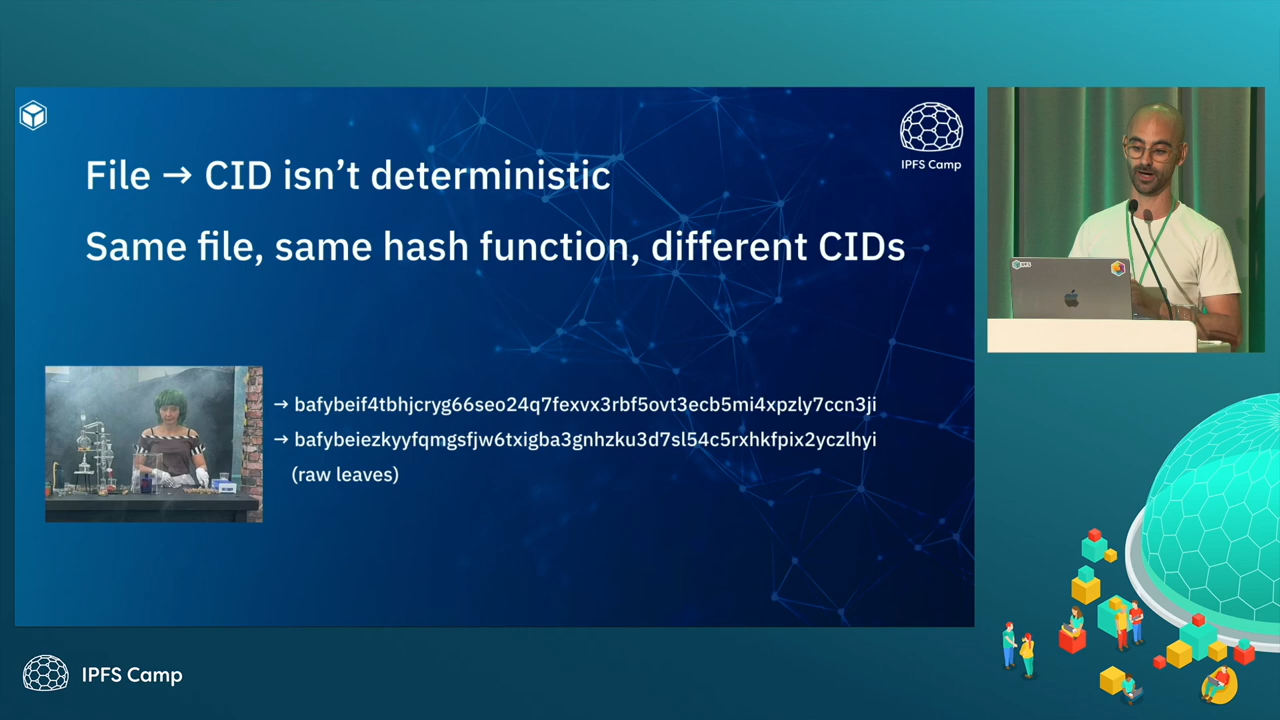 File → CID isn't deterministic
Same file, same hash function, different CIDs
→ bafybeif4tbhjcryg66seo24q7fexvx3rbf5ovt3ecb5mi4xpzly7ccn3ji
→ bafybeiezkyyfqmgsfjw6txigba3gnhzku3d7sl54c5rxhkfpix2yczlhyi
(raw leaves)
IPFS Camp
IPFS
IPFS Camp